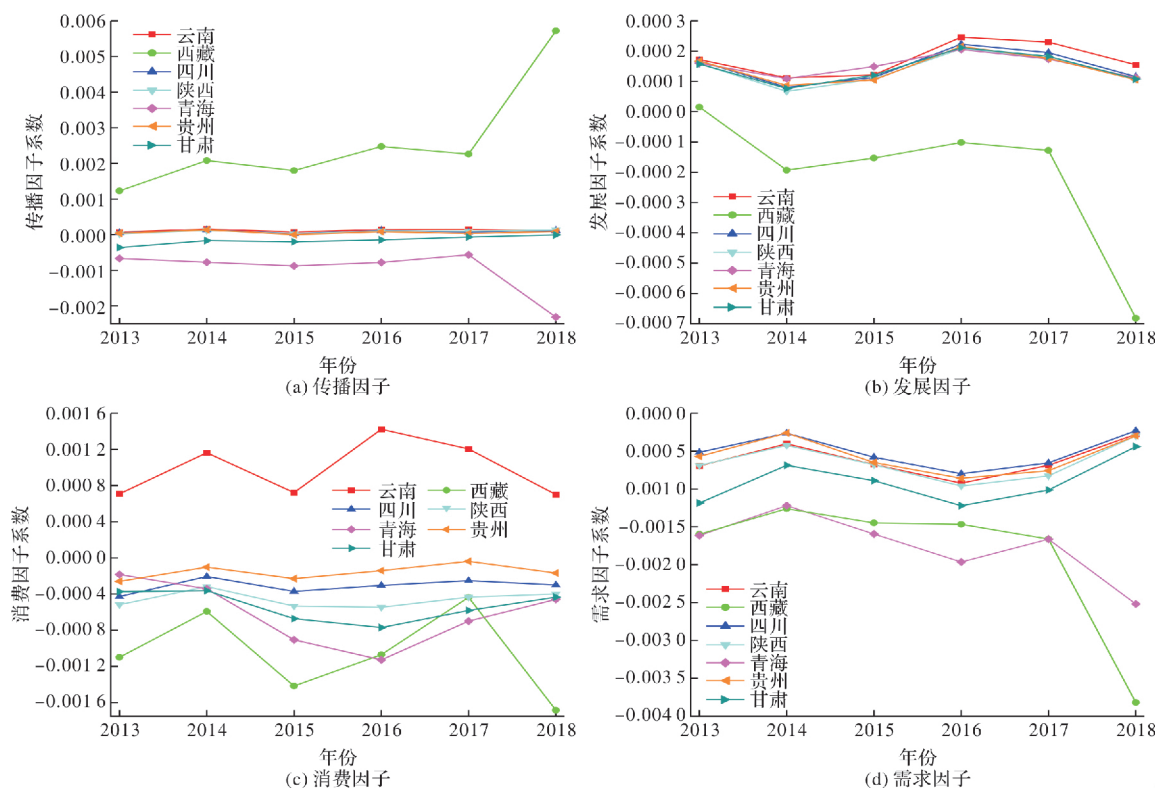 0.006
0.005
0.004
0.003
0.002
0.001
0.000
−0.001
−0.002
传播因子系数
云南
西藏
四川
陕西
青海
贵州
甘肃
2013 2014 2015 2016 2017 2018
年份
(a) 传播因子
0.000 3
0.000 2
0.000 1
0.000 0
−0.000 1
−0.000 2
−0.000 3
−0.000 4
−0.000 5
−0.000 6
−0.000 7
发展因子系数
云南
西藏
四川
陕西
青海
贵州
甘肃
2013 2014 2015 2016 2017 2018
年份
(b) 发展因子
0.001 6
0.001 2
0.000 8
0.000 4
0.000 0
−0.000 4
−0.000 8
−0.001 2
−0.001 6
消费因子系数
云南 西藏
四川 陕西
青海 贵州
甘肃
2013 2014 2015 2016 2017 2018
年份
(c) 消费因子
0.000 0
−0.000 5
−0.001 0
−0.001 5
−0.002 0
−0.002 5
−0.003 0
−0.003 5
−0.004 0
需求因子系数
云南
西藏
四川
陕西
青海
贵州
甘肃
2013 2014 2015 2016 2017 2018
年份
(d) 需求因子